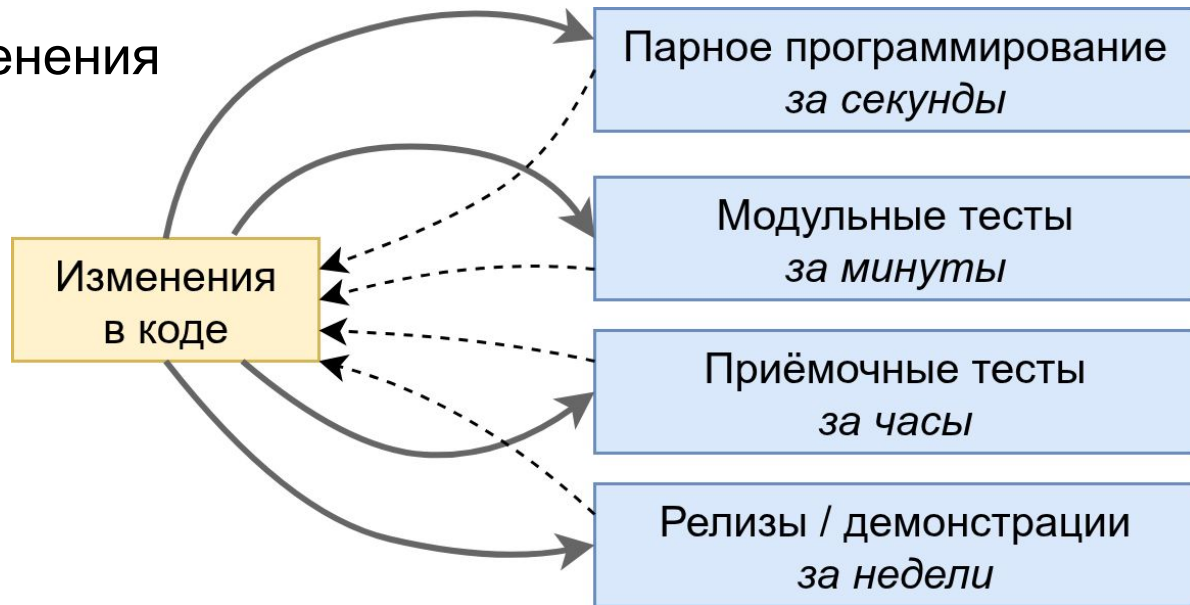 енения
Парное программирование
за секунды
Модульные тесты
за минуты
Изменения
в коде
Приёмочные тесты
за часы
Релизы / демонстрации
за недели